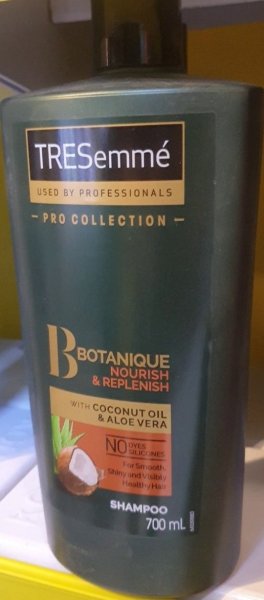 TRESemmé
USED BY PROFESSIONALS
PRO COLLECTION
B BOTANIQUE
NOURISH
& REPLENISH
WITH COCONUT OIL
& ALOE VERA
NO DYES
SILICONES
For Smooth,
Shiny and Visibly
Healthy Hair
SHAMPOO
700 mL